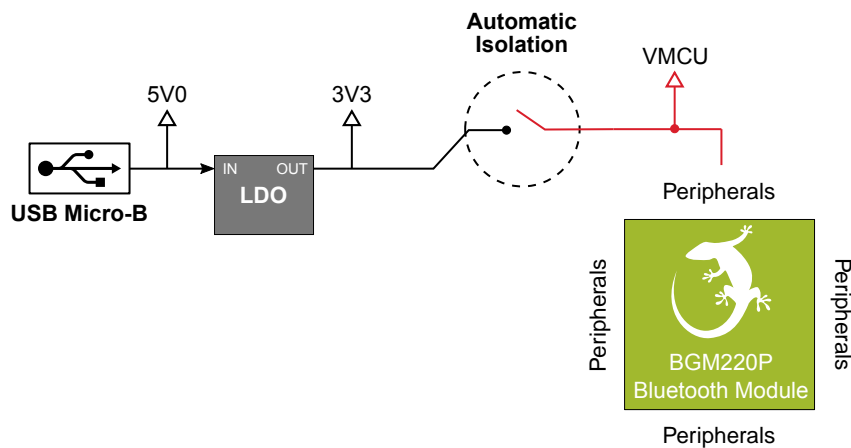 Automatic
Isolation
VMCU
5V0
3V3
IN
OUT
LDO
USB Micro-B
Peripherals
Peripherals
Peripherals
BGM220P
Bluetooth Module
Peripherals